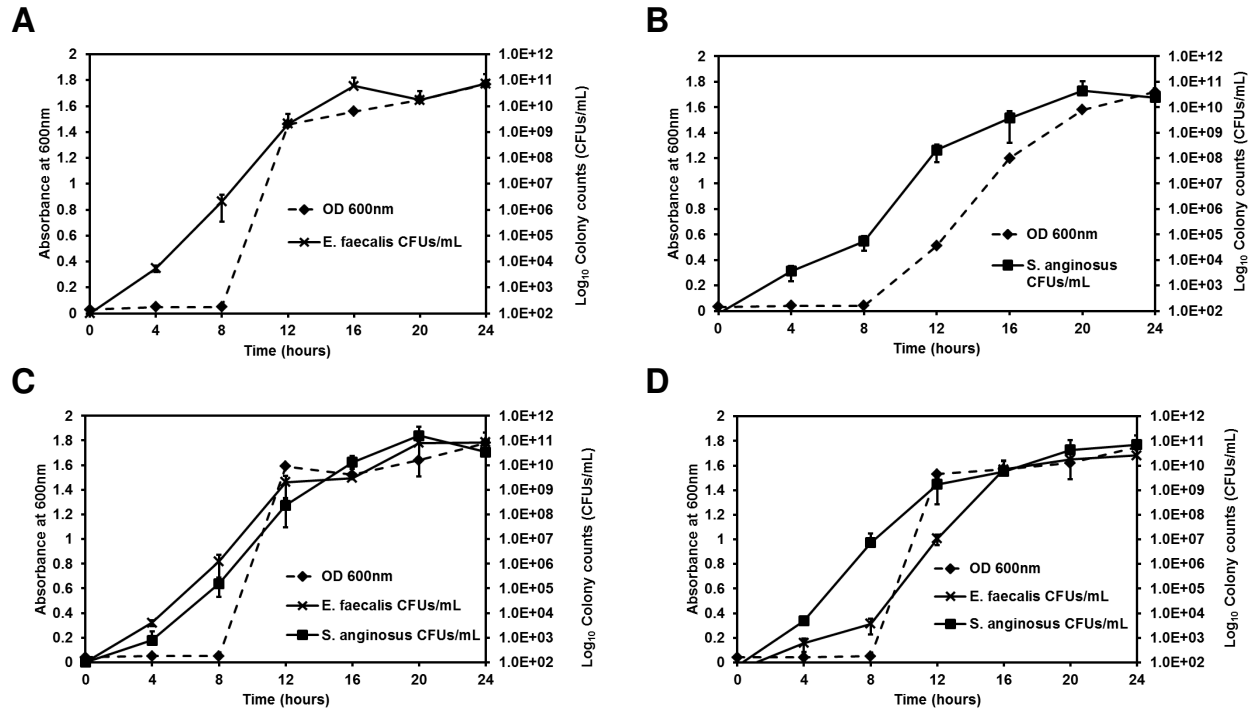 A
Absorbance at 600nm
2
1.8
1.6
1.4
1.2
1
0.8
0.6
0.4
0.2
0
1.0E+12
1.0E+11
1.0E+10
1.0E+09
1.0E+08
1.0E+07
1.0E+06
1.0E+05
1.0E+04
1.0E+03
1.0E+02
Log₁₀ Colony counts (CFUs/mL)
OD 600nm
E. faecalis CFUs/mL
0 4 8 12 16 20 24
Time (hours)
B
Absorbance at 600nm
2
1.8
1.6
1.4
1.2
1
0.8
0.6
0.4
0.2
0
1.0E+12
1.0E+11
1.0E+10
1.0E+09
1.0E+08
1.0E+07
1.0E+06
1.0E+05
1.0E+04
1.0E+03
1.0E+02
Log₁₀ Colony counts (CFUs/mL)
OD 600nm
S. anginosus
CFUs/mL
0 4 8 12 16 20 24
Time (hours)
C
Absorbance at 600nm
2
1.8
1.6
1.4
1.2
1
0.8
0.6
0.4
0.2
0
1.0E+12
1.0E+11
1.0E+10
1.0E+09
1.0E+08
1.0E+07
1.0E+06
1.0E+05
1.0E+04
1.0E+03
1.0E+02
Log₁₀ Colony counts (CFUs/mL)
OD 600nm
E. faecalis CFUs/mL
S. anginosus CFUs/mL
0 4 8 12 16 20 24
Time (hours)
D
Absorbance at 600nm
2
1.8
1.6
1.4
1.2
1
0.8
0.6
0.4
0.2
0
1.0E+12
1.0E+11
1.0E+10
1.0E+09
1.0E+08
1.0E+07
1.0E+06
1.0E+05
1.0E+04
1.0E+03
1.0E+02
Log₁₀ Colony counts (CFUs/mL)
OD 600nm
E. faecalis CFUs/mL
S. anginosus CFUs/mL
0 4 8 12 16 20 24
Time (hours)